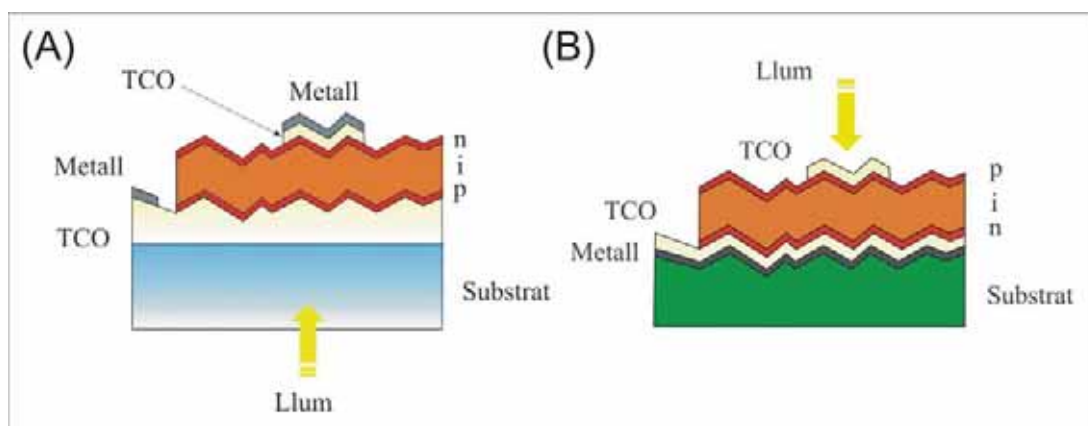 (A)
TCO
Metall
n
i
p
Metall
TCO
Substrat
Llum
(B)
Llum
TCO
p
i
n
TCO
Metall
Substrat